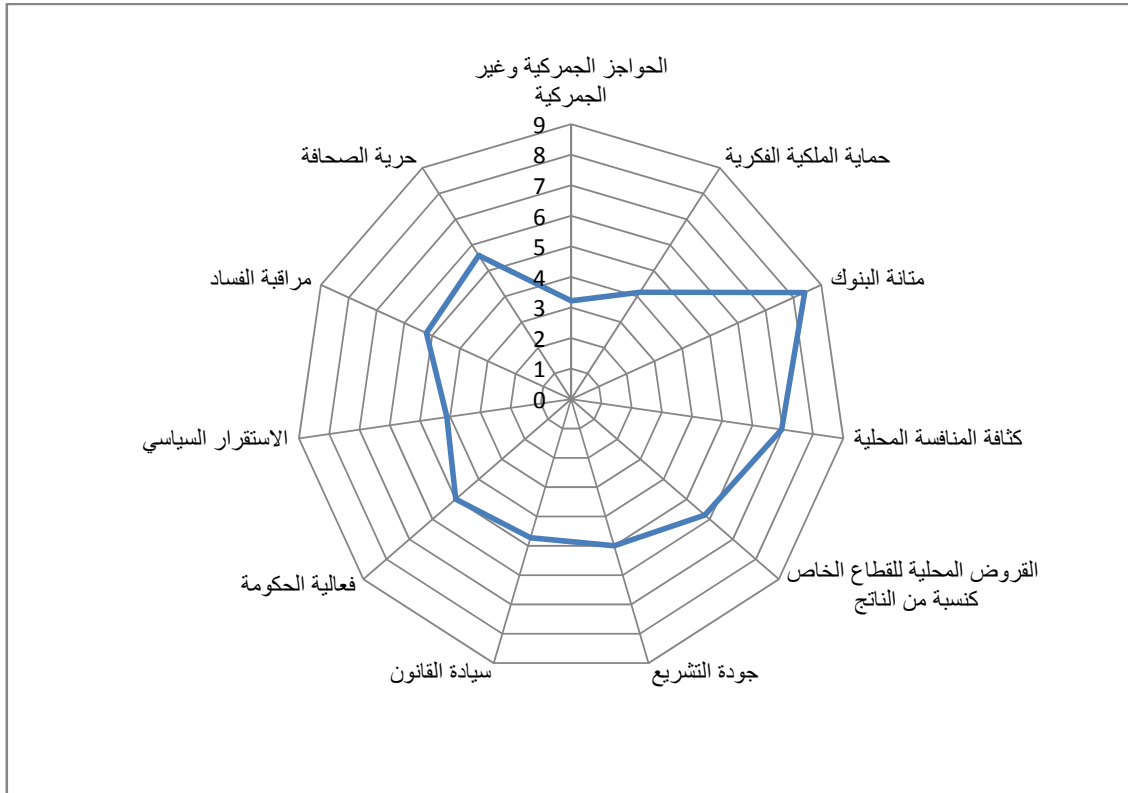 الحواجز الجمركية وغير
الجمركية
حماية الملكية الفكرية
متانة البنوك
كثافة المنافسة المحلية
القروض المحلية للقطاع الخاص
كنسبة من الناتج
جودة التشريع
سيادة القانون
فعالية الحكومة
الاستقرار السياسي
مراقبة الفساد
حرية الصحافة
9
8
7
6
5
4
3
2
1
0